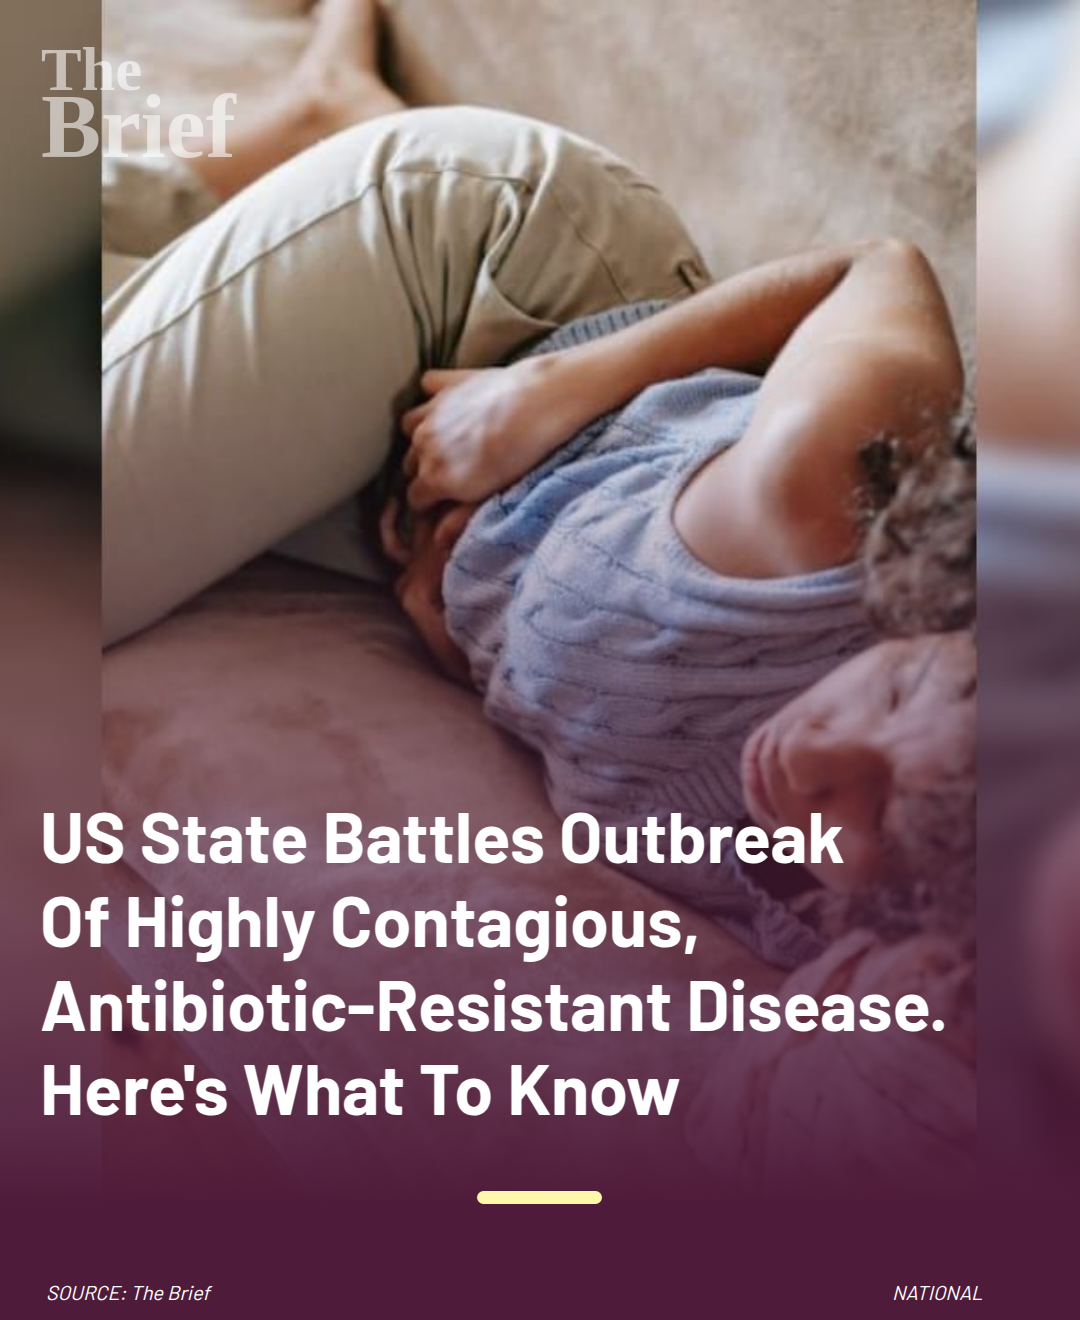 The
Brief
US State Battles Outbreak
Of Highly Contagious,
Antibiotic-Resistant Disease.
Here's What To Know
SOURCE: The Brief
NATIONAL